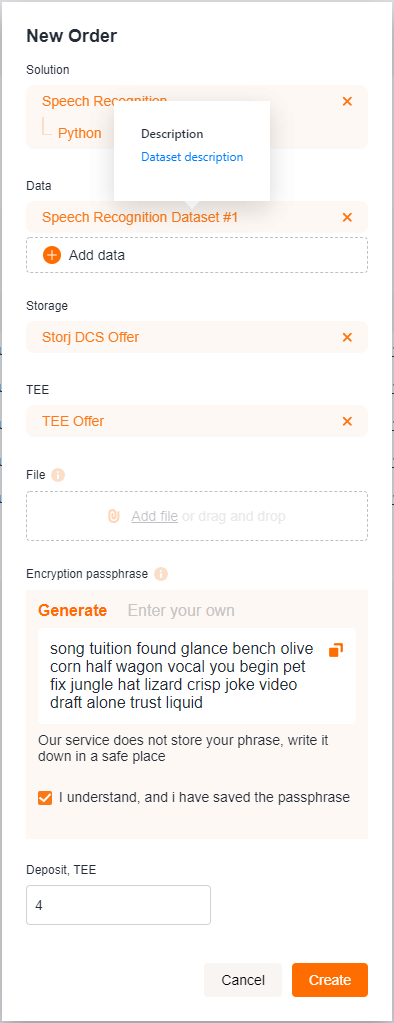 New Order
Solution
Speech Recognition
Python
Description
Dataset description
Data
Speech Recognition Dataset #1
Add data
Storage
Storj DCS Offer
TEE
TEE Offer
File
Add file or drag and drop
Encryption passphrase
Generate Enter your own
song tuition found glance bench olive
corn half wagon vocal you begin pet
fix jungle hat lizard crisp joke video
draft alone trust liquid
Our service does not store your phrase, write it
down in a safe place
I understand, and i have saved the passphrase
Deposit, TEE
4
Cancel Create